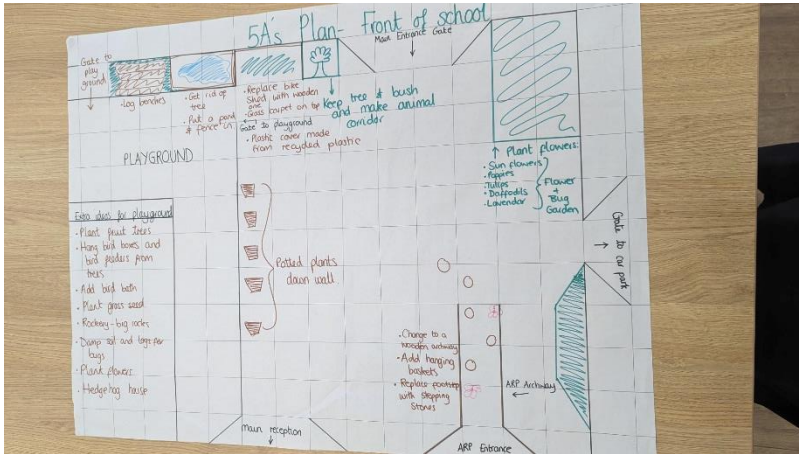 5A's Plan- Front of school
Main Entrance Gate
↓
Gate to
play
ground
↓
• Log benches
• Get rid of
tree
• Put a pond
& fence in
• Replace bike
shed with wooden
one
• Grass carpet on top
Gate to playground
• Plastic cover made
from recycled plastic
Keep tree & bush
and make animal
corridor
PLAYGROUND
↑ Plant flowers:
• Sun flowers
• Poppies
• Tulips
• Daffodils
• Lavendar
Flower
+
Bug
Garden
Gate to car park
Extra ideas for playground
• Plant fruit trees
• Hang bird boxes and
bird feeders from
trees
• Add bird bath
• Plant grass seed
• Rockery-big rocks
• Damp soil and logs for
bugs
• Plant flowers
• Hedgehog house
Potted plants
down wall
• Change to a
wooden archway
• Add hanging
baskets
• Replace footstep
with stepping
stones
ARP Archway
Main reception
↓
ARP Entrance